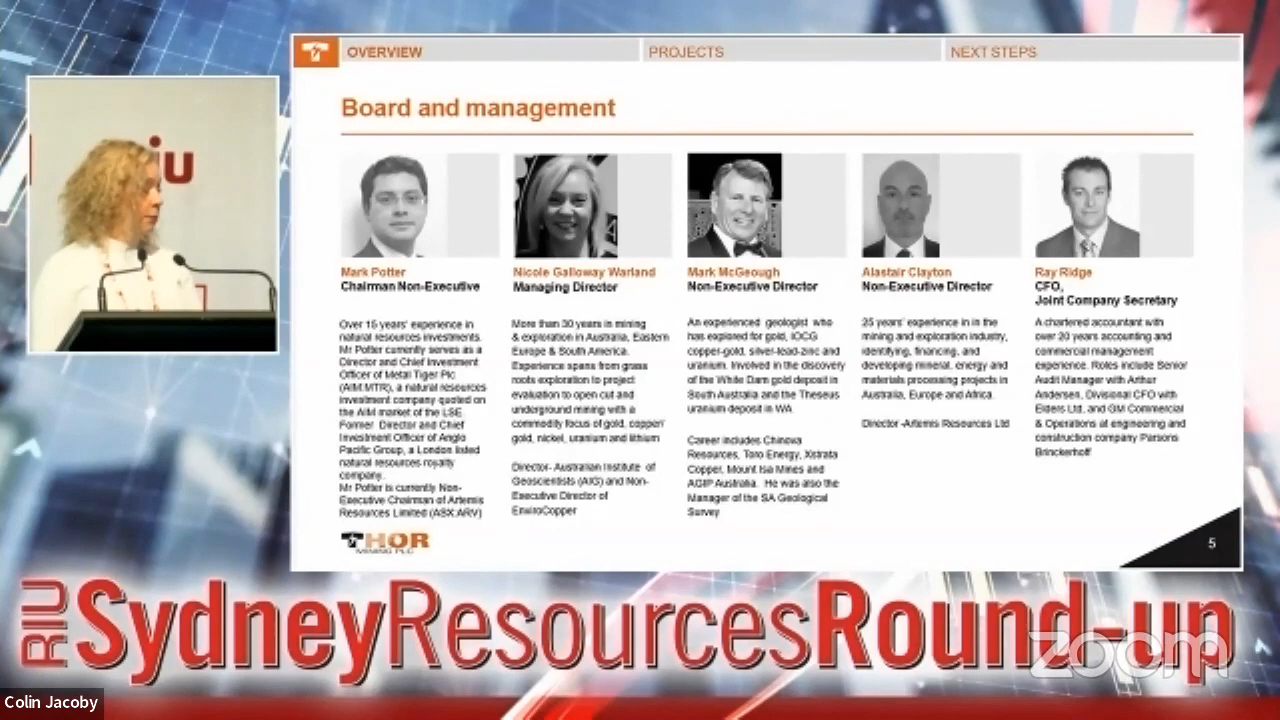 OVERVIEW
PROJECTS
NEXT STEPS
Board and management
iu
Mark Potter
Chairman Non-Executive
Over 15 years' experience in
natural resources investments.
Mr Potter currently serves as a
Director and Chief Investment
Officer of Metal Tiger Plc
(AIM:MTR), a natural resources
investment company quoted on
the AIM market of the LSE.
Former Director and Chief
Investment Officer of Anglo
Pacific Group, a London listed
natural resources royalty
company.
Mr Potter is currently Non-
Executive Chairman of Artemis
Resources Limited (ASX:ARV)
Nicole Galloway Warland
Managing Director
More than 30 years in mining
& exploration in Australia, Eastern
Europe & South America.
Experience spans from grass
roots exploration to project
evaluation to open cut and
underground mining with a
commodity focus of gold, copper/
gold, nickel, uranium and lithium
Director- Australian Institute of
Geoscientists (AIG) and Non-
Executive Director of
EnviroCopper
Mark McGeough
Non-Executive Director
An experienced geologist who
has explored for gold, IOCG
copper-gold, silver-lead-zinc and
uranium. Involved in the discovery
of the White Dam gold deposit in
South Australia and the Theseus
uranium deposit in WA.
Career includes Chinova
Resources, Toro Energy, Xstrata
Copper, Mount Isa Mines and
AGIP Australia. He was also the
Manager of the SA Geological
Survey
Alastair Clayton
Non-Executive Director
25 years' experience in in the
mining and exploration industry,
identifying, financing, and
developing mineral, energy and
materials processing projects in
Australia, Europe and Africa.
Director -Artemis Resources Ltd
Ray Ridge
CFO,
Joint Company Secretary
A chartered accountant with
over 20 years accounting and
commercial management
experience. Roles include Senior
Audit Manager with Arthur
Andersen, Divisional CFO with
Elders Ltd, and GM Commercial
& Operations at engineering and
construction company Parsons
Brinckerhoff
THOR
MINING PLC
5
RIU SydneyResourcesRound-up
zoom
Colin Jacoby